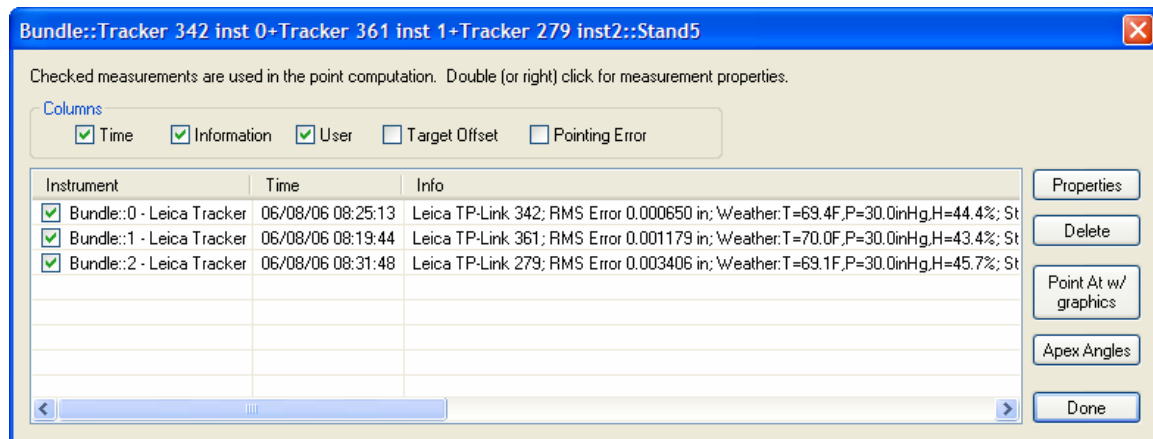 Bundle::Tracker 342 inst 0+Tracker 361 inst 1+Tracker 279 inst2::Stand5
Checked measurements are used in the point computation. Double (or right) click for measurement properties.
Columns
Time Information User Target Offset Pointing Error
Instrument Time Info
Bundle::0 - Leica Tracker 06/08/06 08:25:13 Leica TP-Link 342; RMS Error 0.000650 in; Weather:T=69.4F,P=30.0inHg,H=44.4%; St
Bundle::1 - Leica Tracker 06/08/06 08:19:44 Leica TP-Link 361; RMS Error 0.001179 in; Weather:T=70.0F,P=30.0inHg,H=43.4%; St
Bundle::2 - Leica Tracker 06/08/06 08:31:48 Leica TP-Link 279; RMS Error 0.003406 in; Weather:T=69.1F,P=30.0inHg,H=45.7%; St
Properties
Delete
Point At w/
graphics
Apex Angles
Done